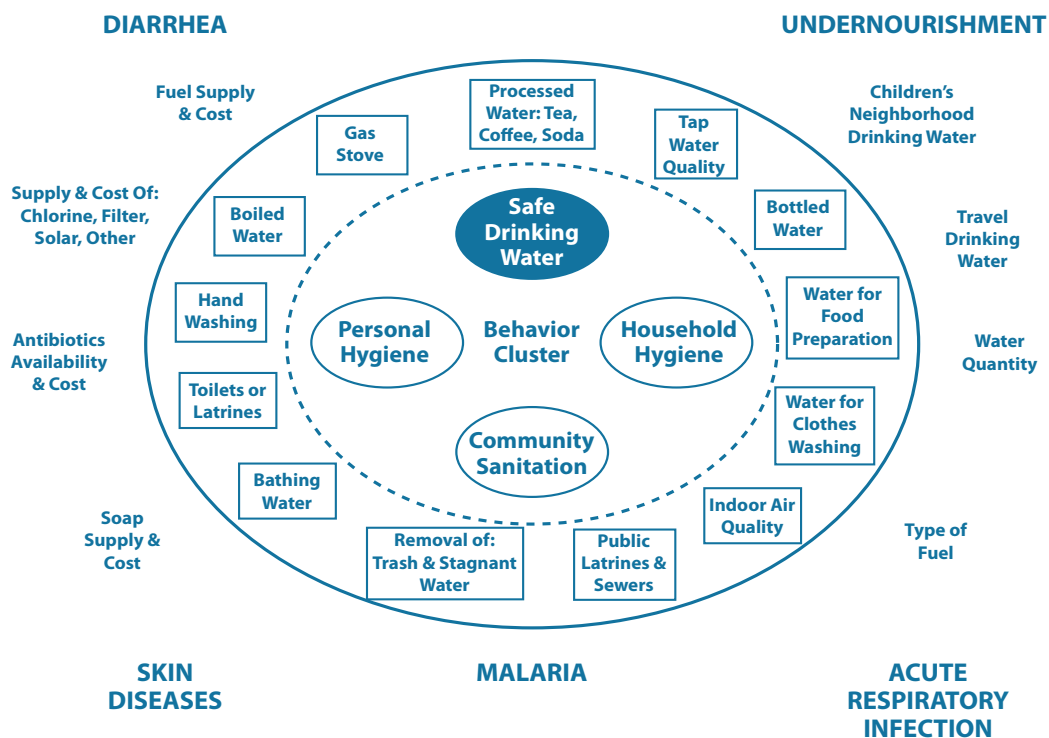 DIARRHEA
UNDERNOURISHMENT
Fuel Supply
& Cost
Processed
Water: Tea,
Coffee, Soda
Children’s
Neighborhood
Drinking Water
Gas
Stove
Tap
Water
Quality
Supply & Cost Of:
Chlorine, Filter,
Solar, Other
Boiled
Water
Safe
Drinking
Water
Bottled
Water
Travel
Drinking
Water
Hand
Washing
Water for
Food
Preparation
Antibiotics
Availability
& Cost
Personal
Hygiene
Behavior
Cluster
Household
Hygiene
Water
Quantity
Toilets or
Latrines
Water for
Clothes
Washing
Community
Sanitation
Bathing
Water
Indoor Air
Quality
Soap
Supply &
Cost
Removal of:
Trash & Stagnant
Water
Public
Latrines &
Sewers
Type of
Fuel
SKIN
DISEASES
MALARIA
ACUTE
RESPIRATORY
INFECTION